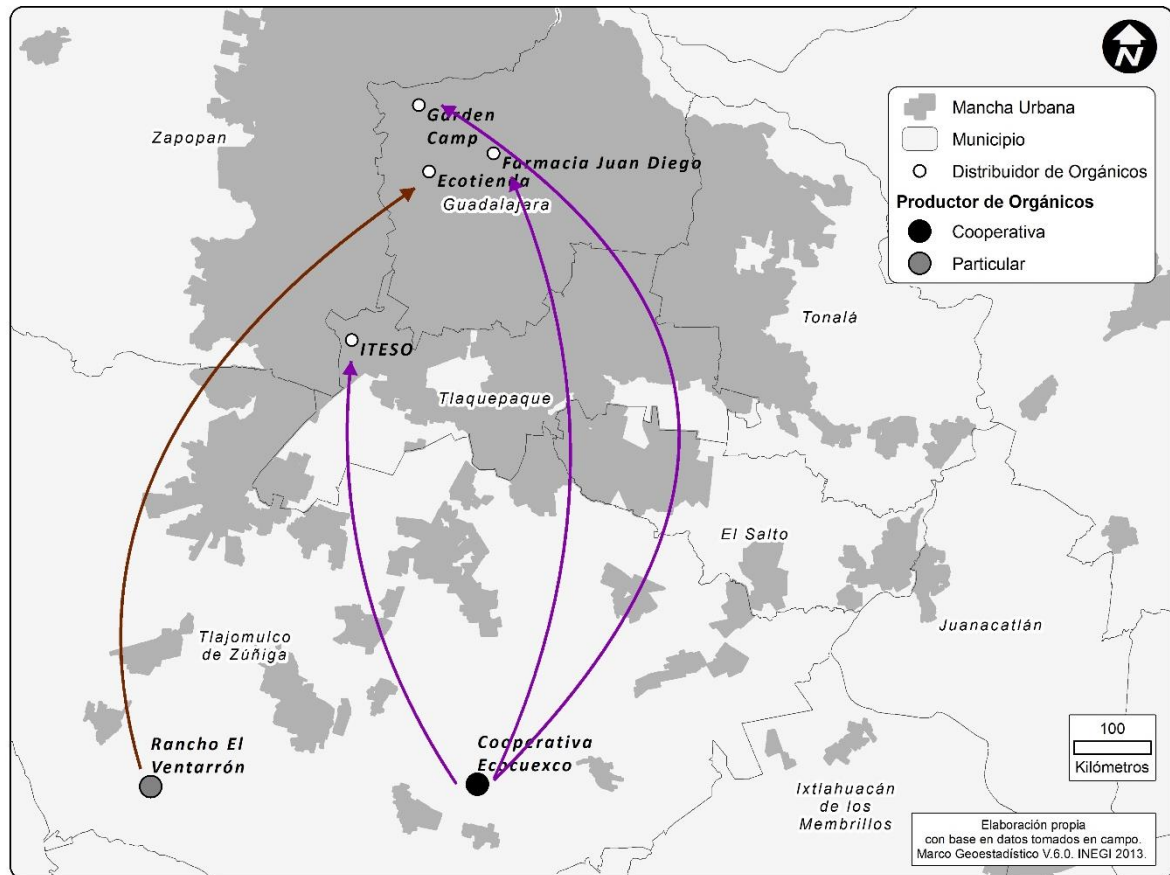 N
Mancha Urbana
Municipio
Distribuidor de Orgánicos
Productor de Orgánicos
Cooperativa
Particular
Garden
Camp
Zapopan
Farmacia Juan Diego
Ecotienda
Guadalajara
Tonalá
ITESO
Tlaquepaque
El Salto
Juanacatlán
Tlajomulco
de Zúñiga
Rancho El
Ventarrón
Cooperativa
Ecocuexco
Ixtlahuacán
de los
Membrillos
100
Kilómetros
Elaboración propia
con base en datos tomados en campo.
Marco Geoestadístico V.6.0. INEGI 2013.